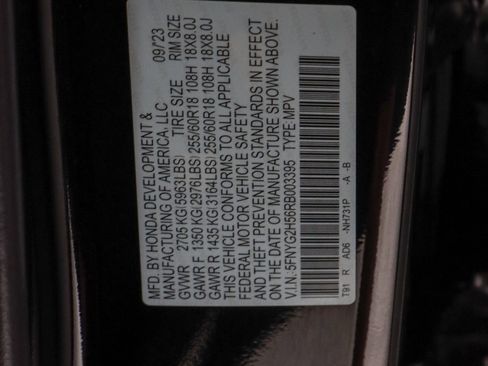 MFD. BY HONDA DEVELOPMENT & 09/23
MANUFACTURING OF AMERICA, LLC
GVWR 2705 KG(5963LBS) TIRE SIZE RIM SIZE
GAWR F 1350 KG(2976LBS) 255/60R18 108H 18X8.0J
GAWR R 1435 KG(3164LBS) 255/60R18 108H 18X8.0J
THIS VEHICLE CONFORMS TO ALL APPLICABLE
FEDERAL MOTOR VEHICLE SAFETY
AND THEFT PREVENTION STANDARDS IN EFFECT
ON THE DATE OF MANUFACTURE SHOWN ABOVE.
V.I.N.:5FNYG2H56RB003395 TYPE MPV
T91 R AD6 -NH731P -A -B